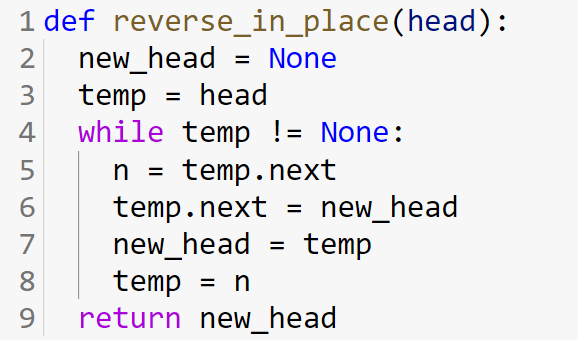 1 def reverse_in_place(head):
2   new_head = None
3   temp = head
4   while temp != None:
5     n = temp.next
6     temp.next = new_head
7     new_head = temp
8     temp = n
9   return new_head